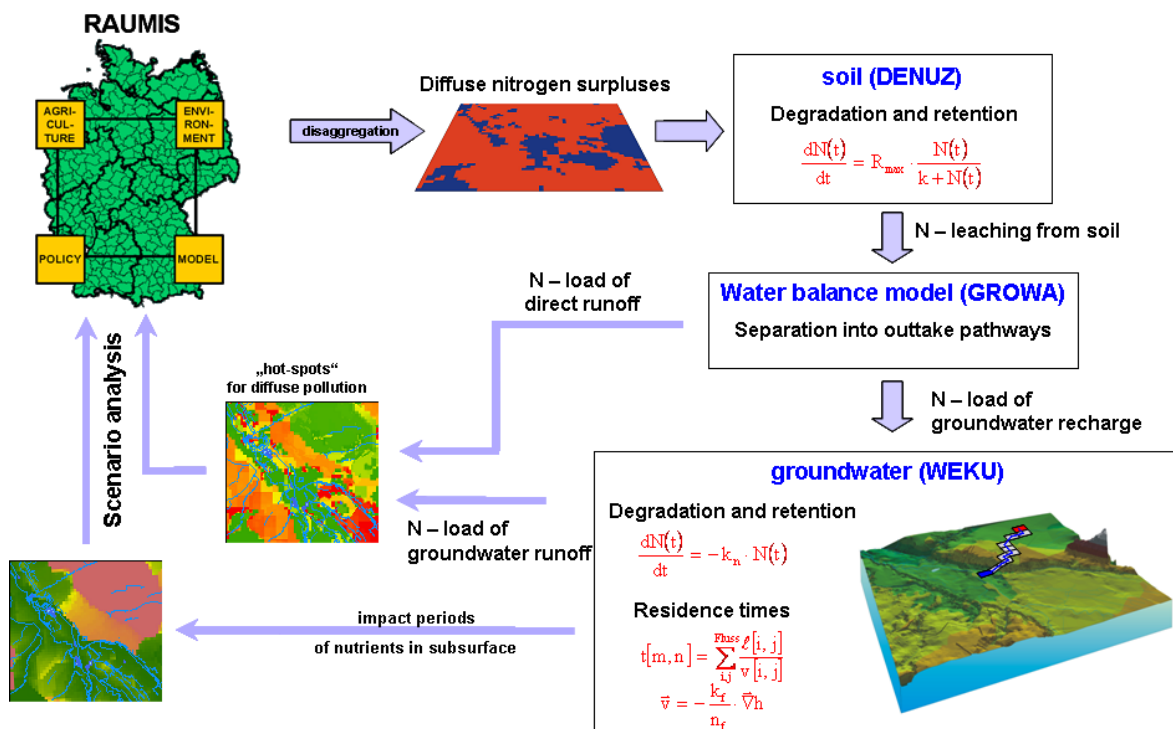 RAUMIS
AGRI-
CUL-
TURE
ENVI-
RON-
MENT
POLICY
MODEL
disaggregation
Diffuse nitrogen surpluses
soil (DENUZ)
Degradation and retention
dN(t)/dt = R_max · N(t)/(k + N(t))
N – leaching from soil
Water balance model (GROWA)
Separation into outtake pathways
N – load of
direct runoff
N – load of
groundwater recharge
Scenario analysis
„hot-spots“
for diffuse pollution
N – load of
groundwater runoff
groundwater (WEKU)
Degradation and retention
dN(t)/dt = −k_n · N(t)
Residence times
t[m, n] = ∑_{i,j}^{Fluss} ℓ[i, j]/v[i, j]
v⃗ = − k_f/n_f · ∇⃗h
impact periods
of nutrients in subsurface